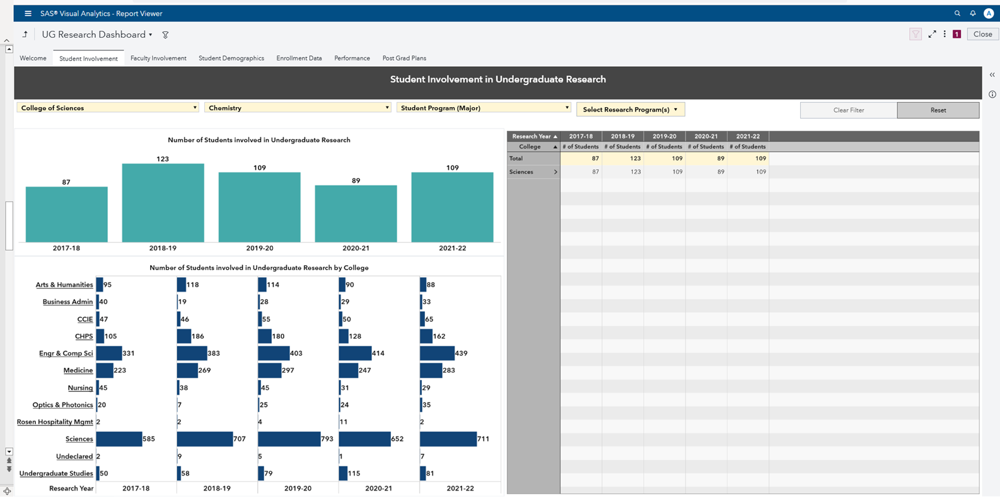 SAS® Visual Analytics - Report Viewer
A
UG Research Dashboard
1
Close
Welcome
Student Involvement
Faculty Involvement
Student Demographics
Enrollment Data
Performance
Post Grad Plans
Student Involvement in Undergraduate Research
College of Sciences
Chemistry
Student Program (Major)
Select Research Program(s)
Clear Filter
Reset
Number of Students involved in Undergraduate Research
87 123 109 89 109
2017-18 2018-19 2019-20 2020-21 2021-22
Number of Students involved in Undergraduate Research by College
Arts & Humanities 95 118 114 90 88
Business Admin 40 19 28 29 33
CCIE 47 46 55 50 65
CHPS 105 186 180 128 162
Engr & Comp Sci 331 383 403 414 439
Medicine 223 269 297 247 283
Nursing 45 38 45 31 29
Optics & Photonics 20 7 25 24 35
Rosen Hospitality Mgmt 2 2 4 11 2
Sciences 585 707 793 652 711
Undeclared 2 9 5 1 7
Undergraduate Studies 50 58 79 115 81
Research Year 2017-18 2018-19 2019-20 2020-21 2021-22
Research Year 2017-18 2018-19 2019-20 2020-21 2021-22
College # of Students # of Students # of Students # of Students # of Students
Total 87 123 109 89 109
Sciences 87 123 109 89 109